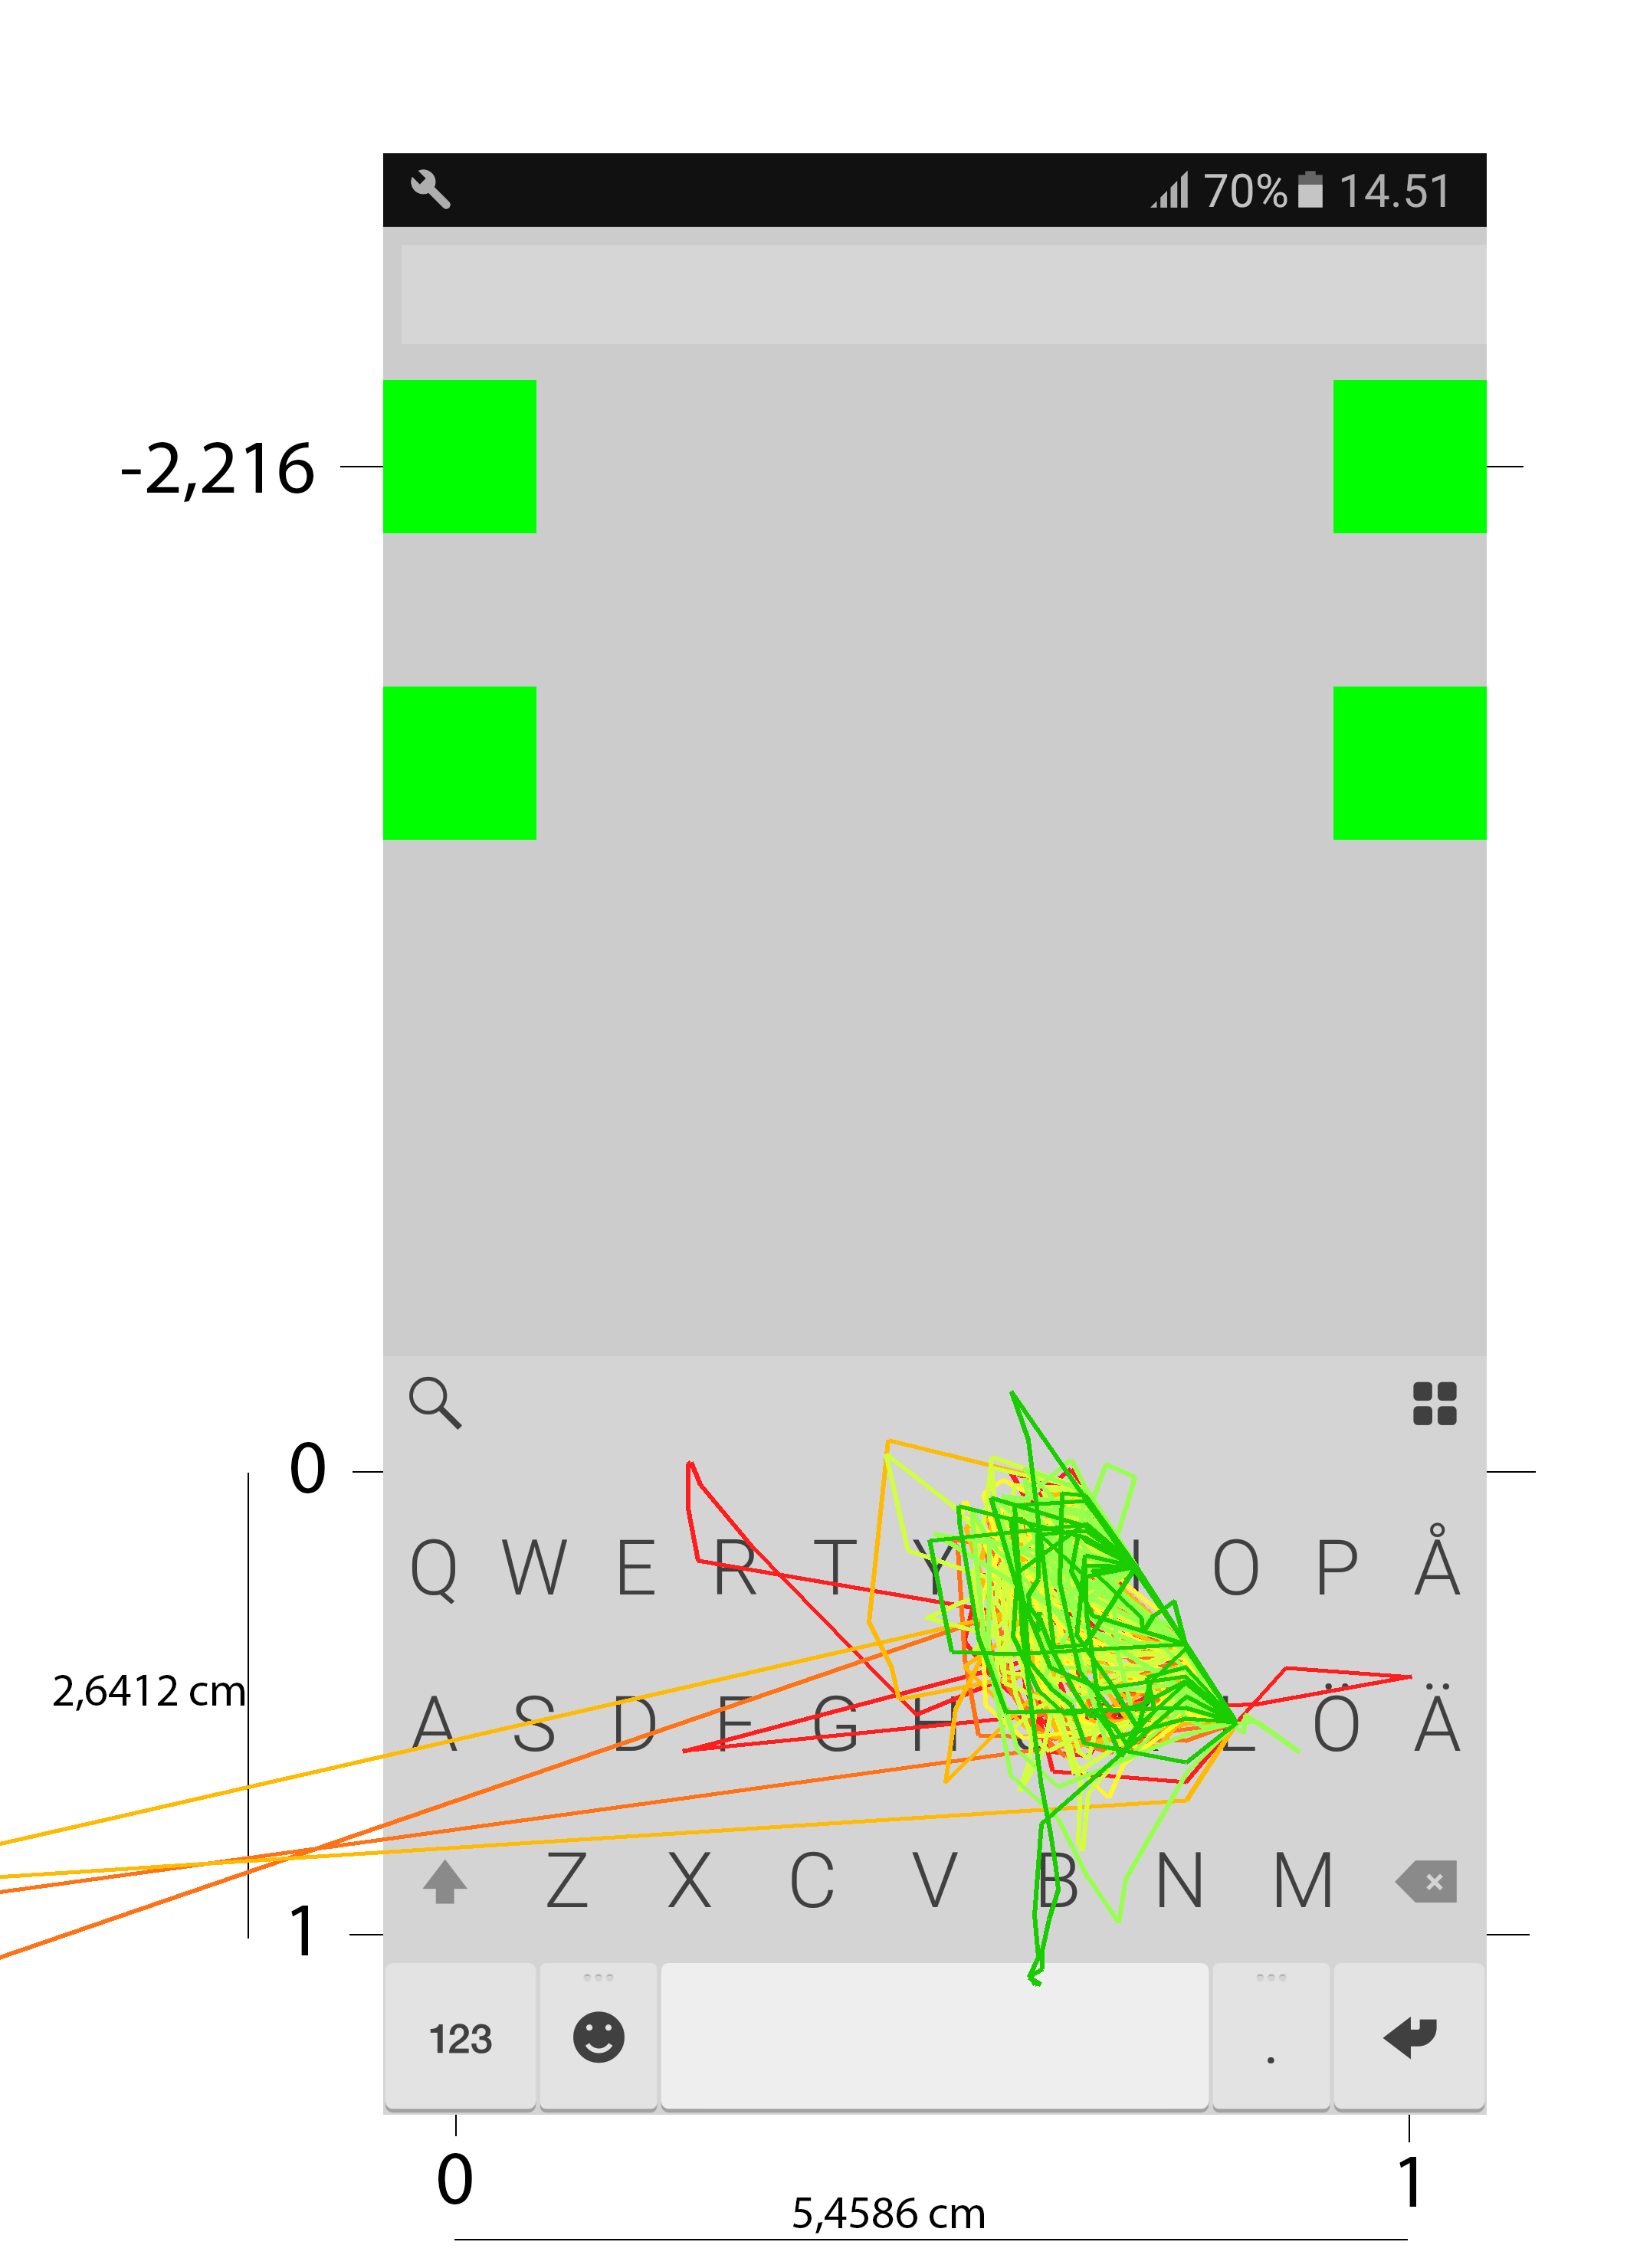 70% 14.51
-2,216
0
Q W E R T Y I O P Å
2,6412 cm
A S D F G H L Ö Ä
Z X C V B N M
1
123 .
0 1
5,4586 cm